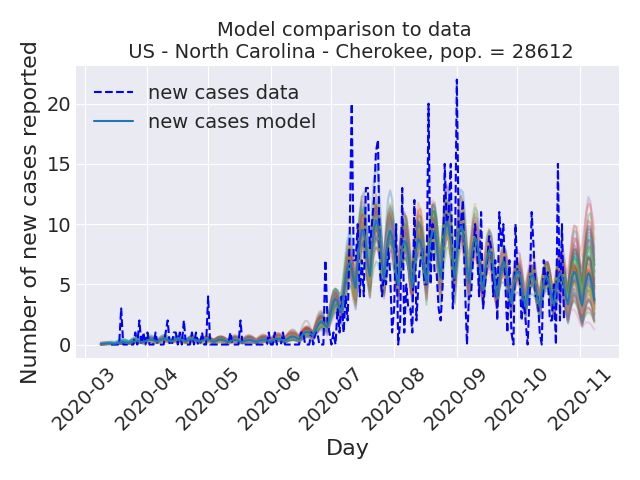 Model comparison to data
US - North Carolina - Cherokee, pop. = 28612
Number of new cases reported
20
15
10
5
0
new cases data
new cases model
2020-03
2020-04
2020-05
2020-06
2020-07
2020-08
2020-09
2020-10
2020-11
Day